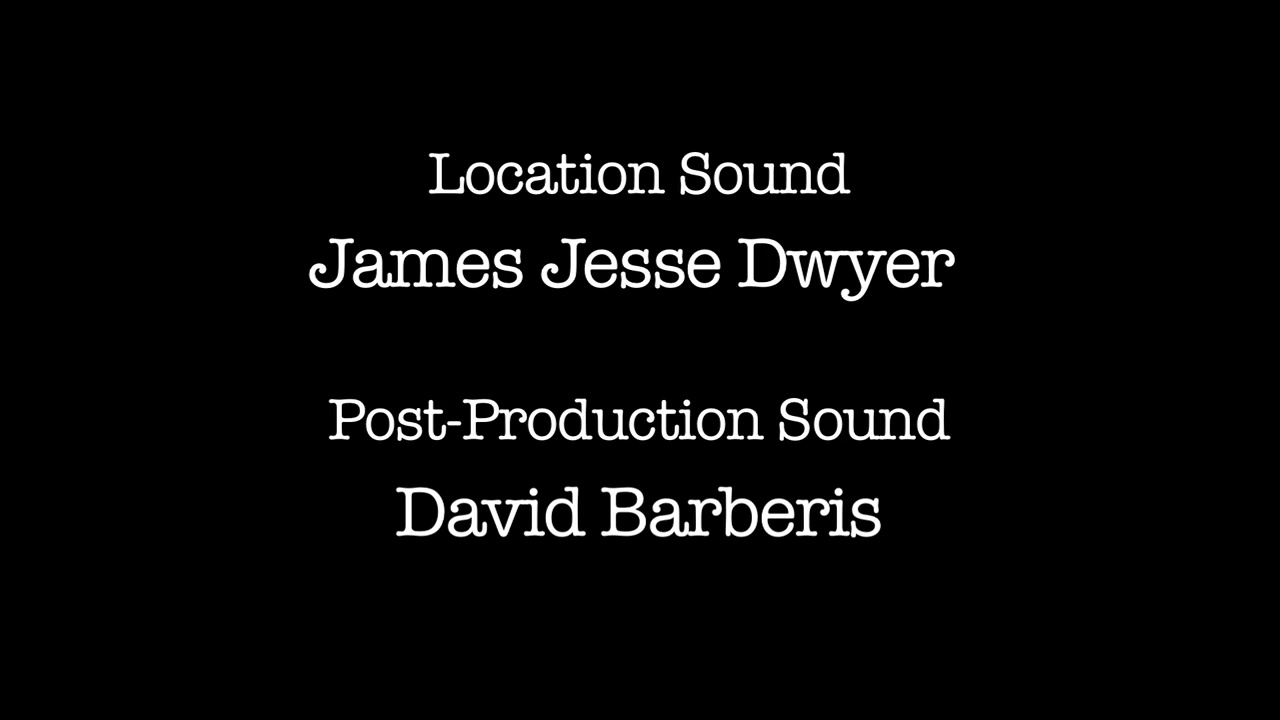 Location Sound
James Jesse Dwyer
Post-Production Sound
David Barberis